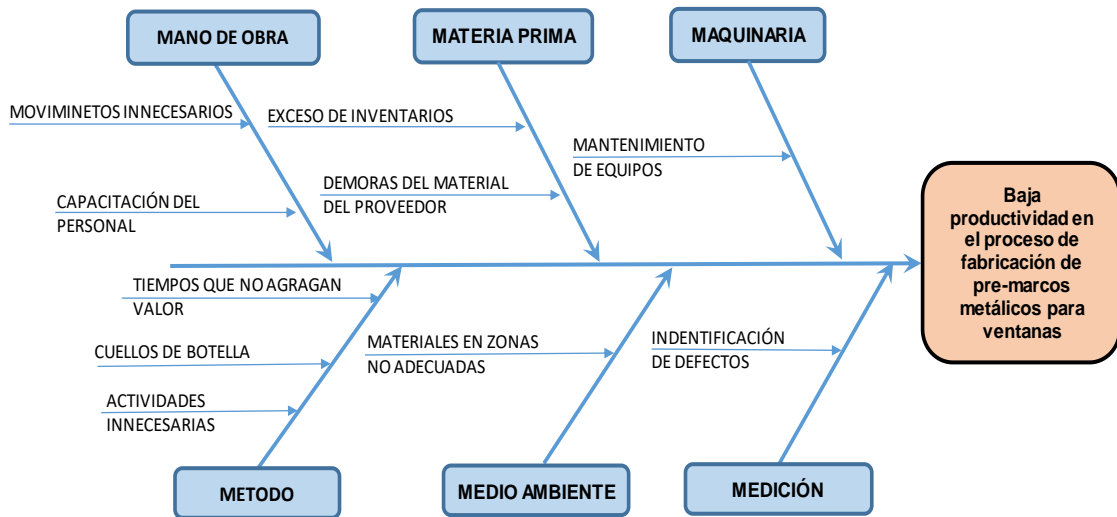 MANO DE OBRA
MATERIA PRIMA
MAQUINARIA
MOVIMINETOS INNECESARIOS
EXCESO DE INVENTARIOS
MANTENIMIENTO
DE EQUIPOS
CAPACITACIÓN DEL
PERSONAL
DEMORAS DEL MATERIAL
DEL PROVEEDOR
Baja
productividad en
el proceso de
fabricación de
pre-marcos
metálicos para
ventanas
TIEMPOS QUE NO AGRAGAN
VALOR
CUELLOS DE BOTELLA
ACTIVIDADES
INNECESARIAS
MATERIALES EN ZONAS
NO ADECUADAS
INDENTIFICACIÓN
DE DEFECTOS
METODO
MEDIO AMBIENTE
MEDICIÓN